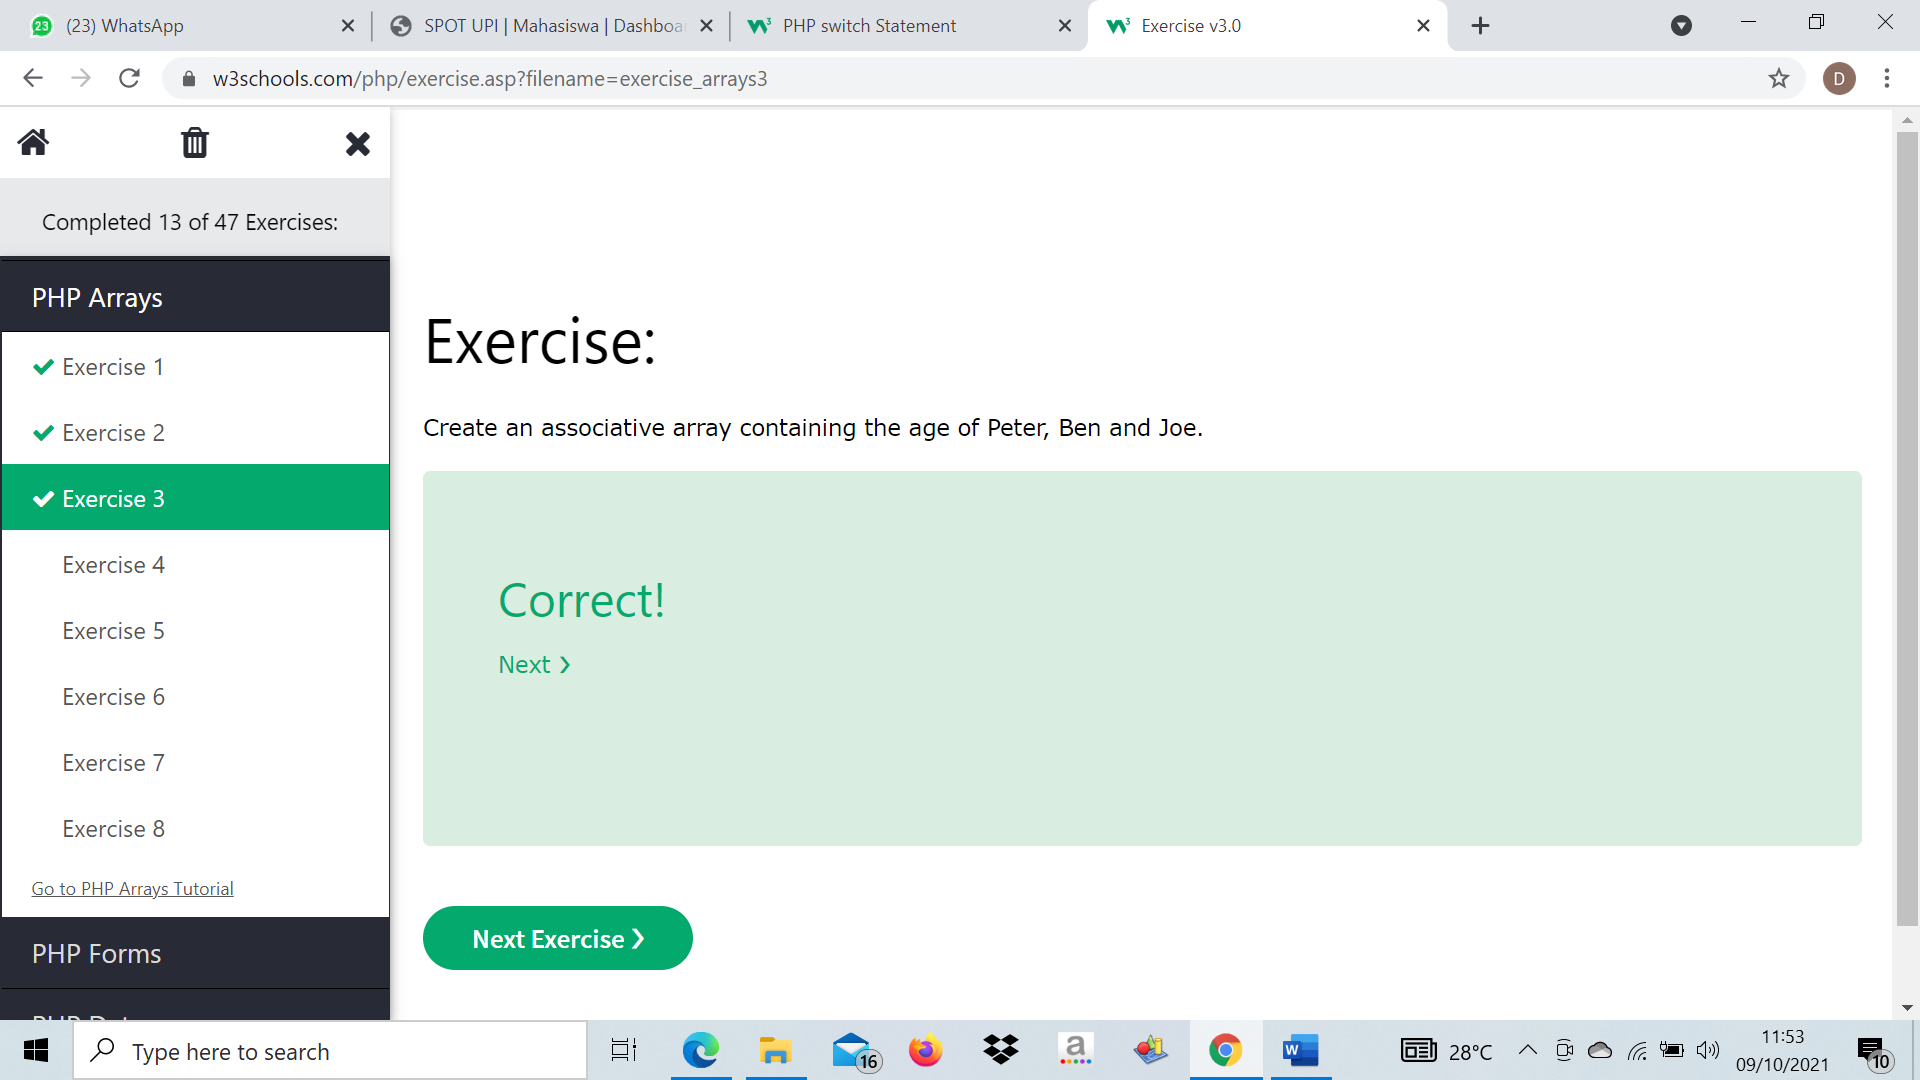 23 (23) WhatsApp
SPOT UPI | Mahasiswa | Dashboar
PHP switch Statement
Exercise v3.0
w3schools.com/php/exercise.asp?filename=exercise_arrays3
D
Completed 13 of 47 Exercises:
PHP Arrays
Exercise 1
Exercise 2
Exercise 3
Exercise 4
Exercise 5
Exercise 6
Exercise 7
Exercise 8
Go to PHP Arrays Tutorial
PHP Forms
Exercise:
Create an associative array containing the age of Peter, Ben and Joe.
Correct!
Next ❯
Next Exercise ❯
Type here to search
16
a
W
28°C
11:53
09/10/2021
10